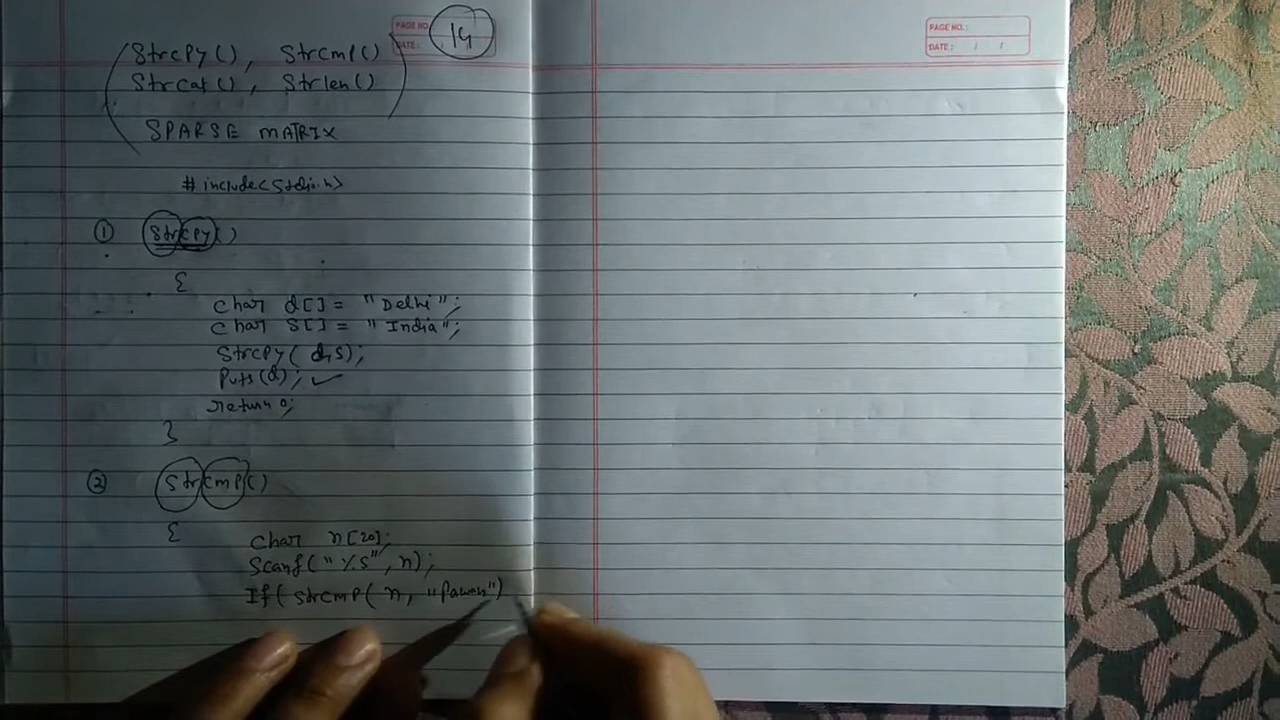 PAGE NO.
DATE:
14
StrcPy(), StrcmP()
Strcat(), Strlen()
SPARSE MATRIX
# include<Stdio.h>
① Strcpy()
{
Char d[] = "Delhi";
Char S[] = "India";
StrcPy( d,s);
Puts(d);
return 0;
}
② StrcmP()
{
Char n[20];
Scanf("%s", n);
If( StrcmP( n, "Pawan")
PAGE NO.:
DATE: / /